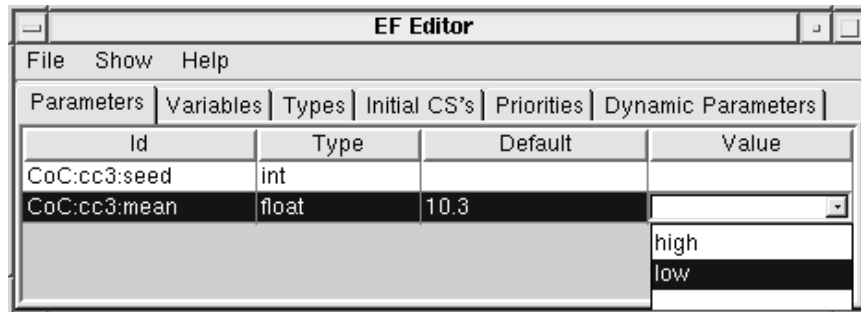 EF Editor
File Show Help
Parameters Variables Types Initial CS's Priorities Dynamic Parameters
Id Type Default Value
CoC:cc3:seed int
CoC:cc3:mean float 10.3
high
low